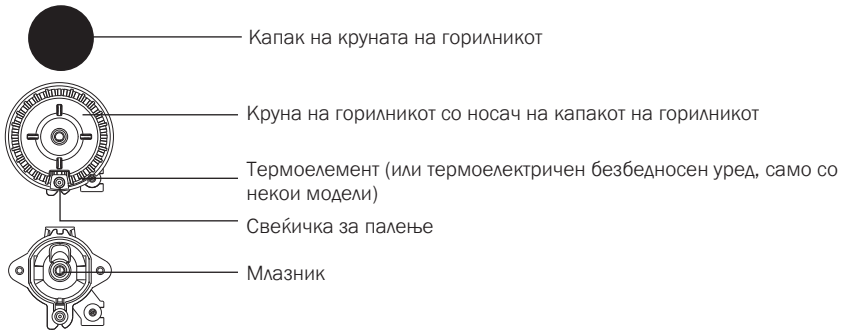 Капак на круната на горилникот
Круна на горилникот со носач на капакот на горилникот
Термоелемент (или термоелектричен безбедносен уред, само со
некои модели)
Свеќичка за палење
Млазник